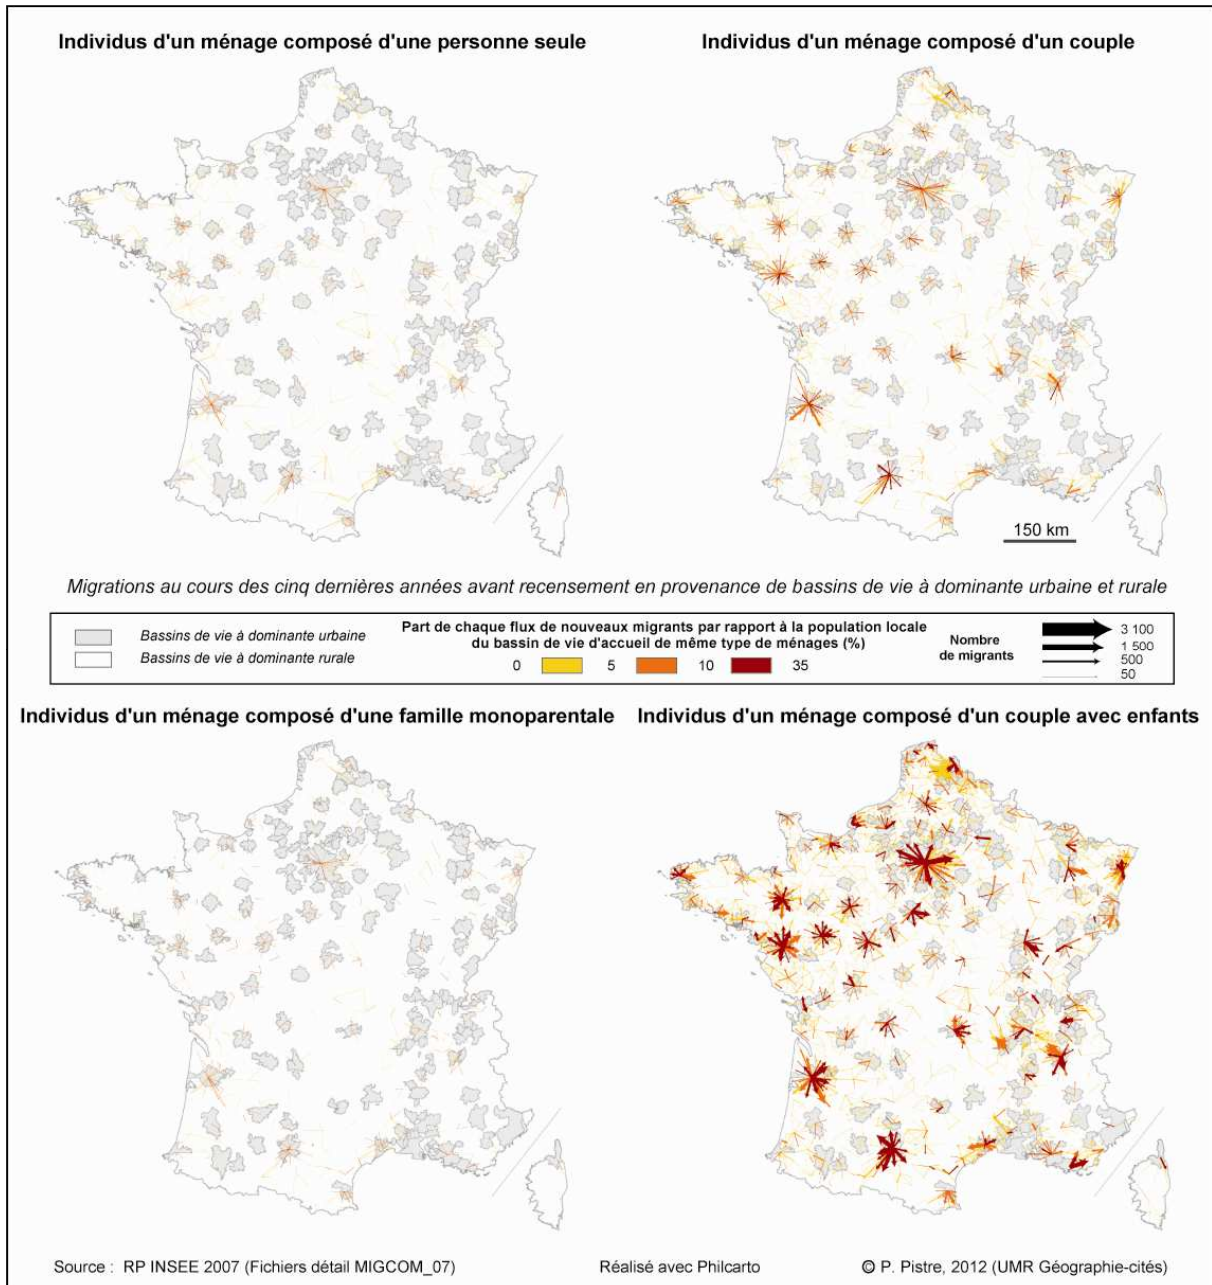 Individus d'un ménage composé d'une personne seule
Individus d'un ménage composé d'un couple
150 km
Migrations au cours des cinq dernières années avant recensement en provenance de bassins de vie à dominante urbaine et rurale
Bassins de vie à dominante urbaine
Bassins de vie à dominante rurale
Part de chaque flux de nouveaux migrants par rapport à la population locale
du bassin de vie d'accueil de même type de ménages (%)
0 5 10 35
Nombre
de migrants
3 100
1 500
500
50
Individus d'un ménage composé d'une famille monoparentale
Individus d'un ménage composé d'un couple avec enfants
Source : RP INSEE 2007 (Fichiers détail MIGCOM_07)
Réalisé avec Philcarto
© P. Pistre, 2012 (UMR Géographie-cités)